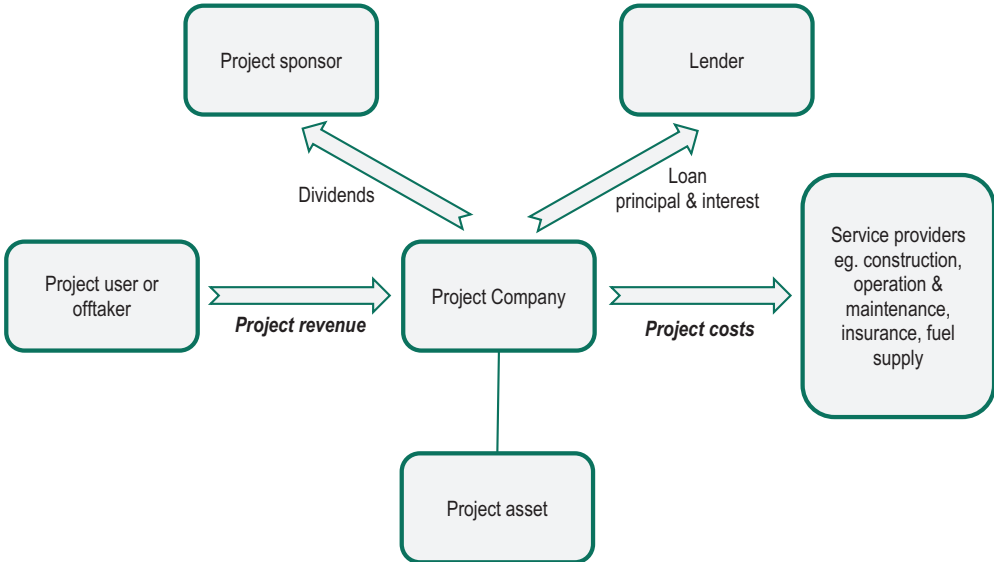 Project sponsor
Lender
Dividends
Loan
principal & interest
Project user or
offtaker
Project revenue
Project Company
Project costs
Service providers
eg. construction,
operation &
maintenance,
insurance, fuel
supply
Project asset